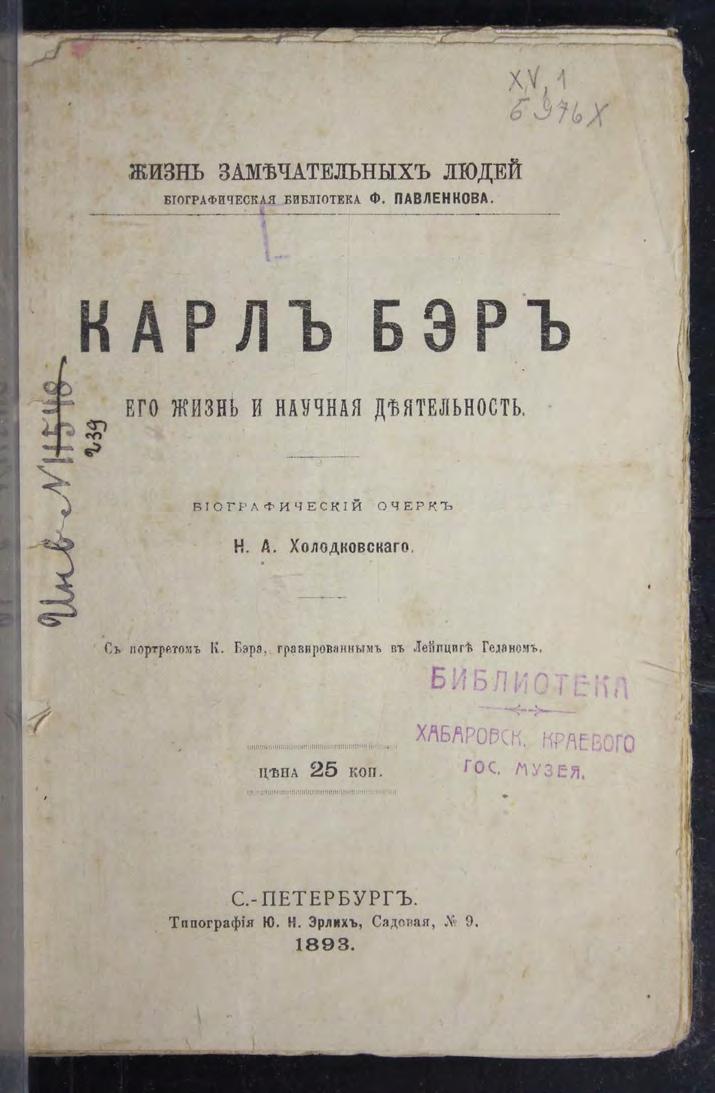 XV, 1
Б 976 X
ЖИЗНЬ ЗАМѢЧАТЕЛЬНЫХЪ ЛЮДЕЙ
БІОГРАФИЧЕСКАЯ БИБЛІОТЕКА Ф. ПАВЛЕНКОВА.
КАРЛЪ БЭРЪ
ЕГО ЖИЗНЬ И НАУЧНАЯ ДѢЯТЕЛЬНОСТЬ.
БІОГРАФИЧЕСКІЙ ОЧЕРКЪ
Н. А. Холодковскаго.
Съ портретомъ К. Бэра, гравированнымъ въ Лейпцигѣ Геданомъ.
БИБЛИОТЕКА
ХАБАРОВСК. КРАЕВОГО
ГОС. МУЗЕЯ.
ЦѢНА 25 КОП.
С.-ПЕТЕРБУРГЪ.
Типографія Ю. Н. Эрлихъ, Садовая, № 9.
1893.
Инв N
239